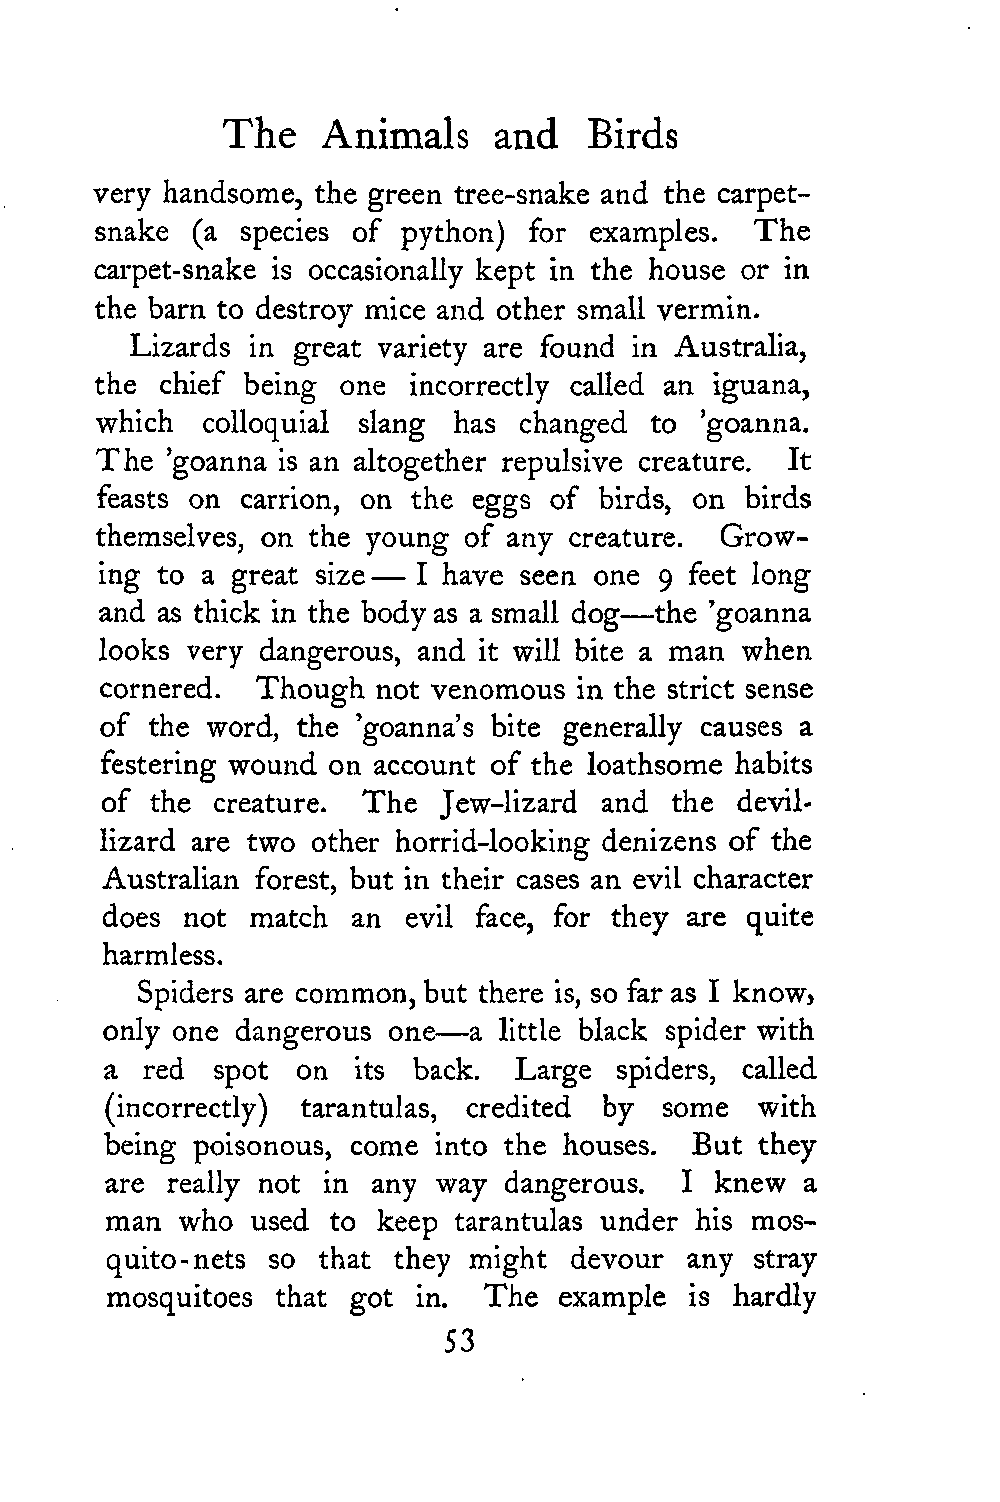 The Animals and Birds
very handsome, the green tree-snake and the carpet-
snake (a species of python) for examples. The
carpet-snake is occasionally kept in the house or in
the barn to destroy mice and other small vermin.
Lizards in great variety are found in Australia,
the chief being one incorrectly called an iguana,
which colloquial slang has changed to ’goanna.
The ’goanna is an altogether repulsive creature. It
feasts on carrion, on the eggs of birds, on birds
themselves, on the young of any creature. Grow-
ing to a great size— I have seen one 9 feet long
and as thick in the body as a small dog—the ’goanna
looks very dangerous, and it will bite a man when
cornered. Though not venomous in the strict sense
of the word, the ’goanna’s bite generally causes a
festering wound on account of the loathsome habits
of the creature. The Jew-lizard and the devil-
lizard are two other horrid-looking denizens of the
Australian forest, but in their cases an evil character
does not match an evil face, for they are quite
harmless.
Spiders are common, but there is, so far as I know,
only one dangerous one—a little black spider with
a red spot on its back. Large spiders, called
(incorrectly) tarantulas, credited by some with
being poisonous, come into the houses. But they
are really not in any way dangerous. I knew a
man who used to keep tarantulas under his mos-
quito-nets so that they might devour any stray
mosquitoes that got in. The example is hardly
53